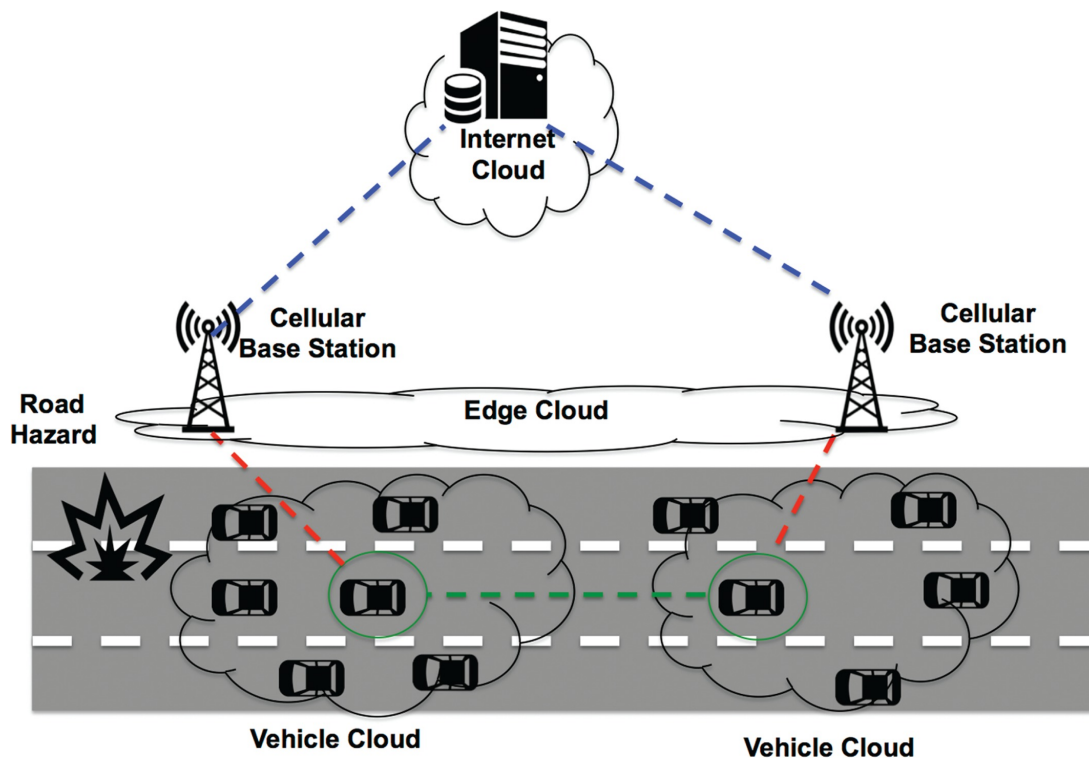 Internet
Cloud
Cellular
Base Station
Cellular
Base Station
Road
Hazard
Edge Cloud
Vehicle Cloud
Vehicle Cloud